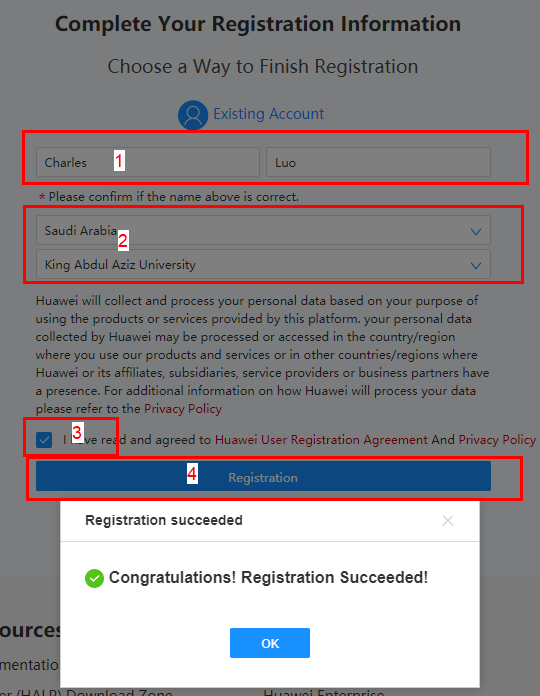 Complete Your Registration Information
Choose a Way to Finish Registration
Existing Account
Charles 1 Luo
* Please confirm if the name above is correct.
Saudi Arabia
2
King Abdul Aziz University
Huawei will collect and process your personal data based on your purpose of
using the products or services provided by this platform. your personal data
collected by Huawei may be processed or accessed in the country/region
where you use our products and services or in other countries/regions where
Huawei or its affiliates, subsidiaries, service providers or business partners have
a presence. For additional information on how Huawei will process your data
please refer to the Privacy Policy
3
I have read and agreed to Huawei User Registration Agreement And Privacy Policy
4
Registration
Registration succeeded
Congratulations! Registration Succeeded!
OK
ources
mentatio
er (HALP) Download Zone Huawei Enterprise